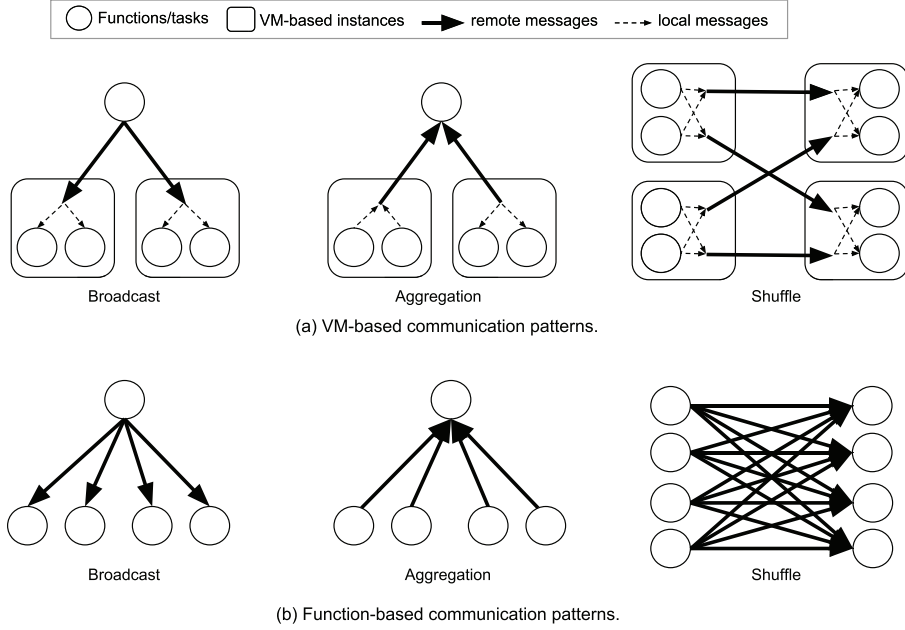 Functions/tasks VM-based instances remote messages local messages
Broadcast Aggregation Shuffle
(a) VM-based communication patterns.
Broadcast Aggregation Shuffle
(b) Function-based communication patterns.